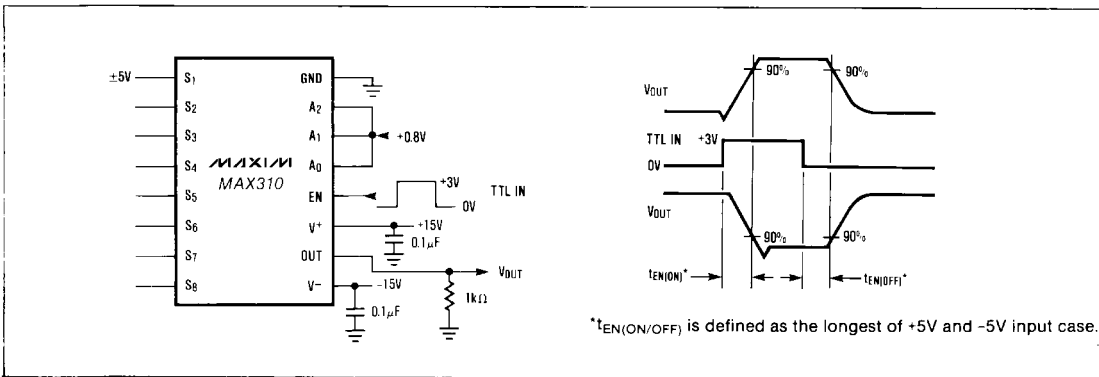 ±5V
S1
S2
S3
S4
S5
S6
S7
S8
MAXIM
MAX310
GND
A2
A1
A0
EN
V+
OUT
V−
+0.8V
+3V
0V
TTL IN
+15V
0.1µF
VOUT
−15V
0.1µF
1kΩ
VOUT
90%
90%
TTL IN +3V
0V
VOUT
90%
90%
tEN(ON)*
tEN(OFF)*
*tEN(ON/OFF) is defined as the longest of +5V and -5V input case.